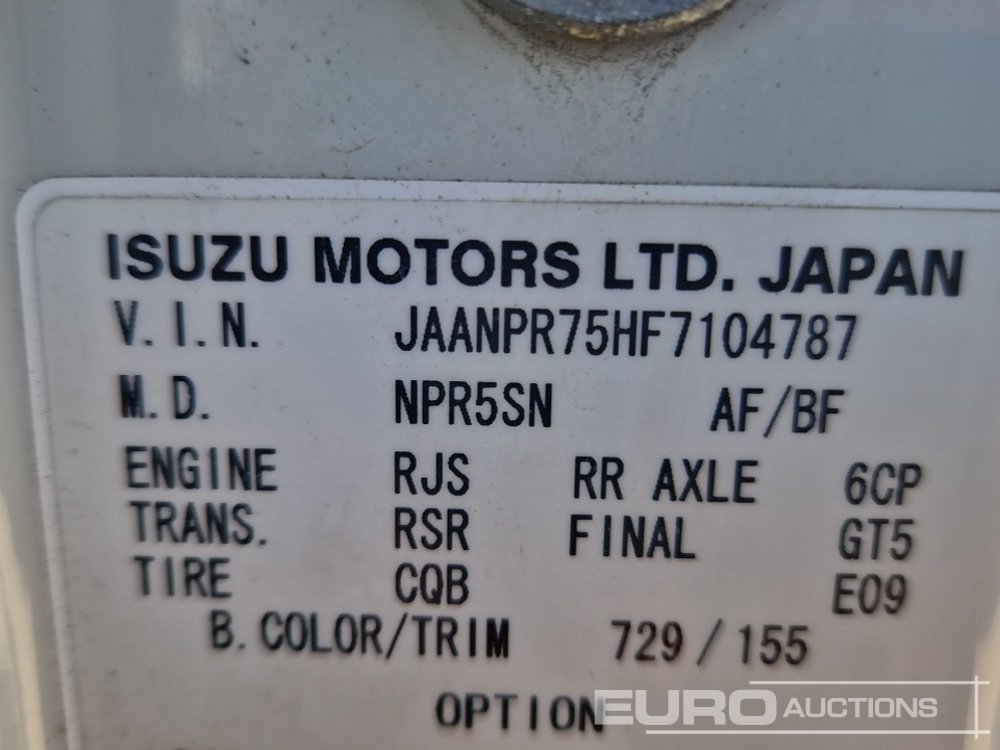 ISUZU MOTORS LTD. JAPAN
V.I.N. JAANPR75HF7104787
M.D. NPR5SN AF/BF
ENGINE RJS RR AXLE 6CP
TRANS. RSR FINAL GT5
TIRE CQB E09
B.COLOR/TRIM 729/155
OPTION
EURO AUCTIONS